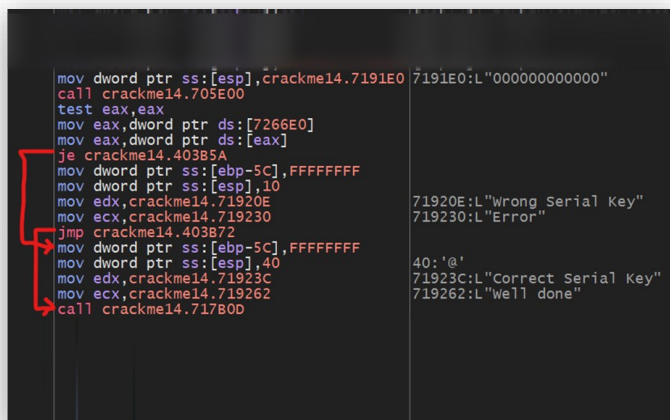 mov dword ptr ss:[esp],crackme14.7191E0 7191E0:L"000000000000"
call crackme14.705E00
test eax,eax
mov eax,dword ptr ds:[7266E0]
mov eax,dword ptr ds:[eax]
je crackme14.403B5A
mov dword ptr ss:[ebp-5C],FFFFFFFF
mov dword ptr ss:[esp],10
mov edx,crackme14.71920E 71920E:L"Wrong Serial Key"
mov ecx,crackme14.719230 719230:L"Error"
jmp crackme14.403B72
mov dword ptr ss:[ebp-5C],FFFFFFFF
mov dword ptr ss:[esp],40 40:'@'
mov edx,crackme14.71923C 71923C:L"Correct Serial Key"
mov ecx,crackme14.719262 719262:L"Well done"
call crackme14.717B0D